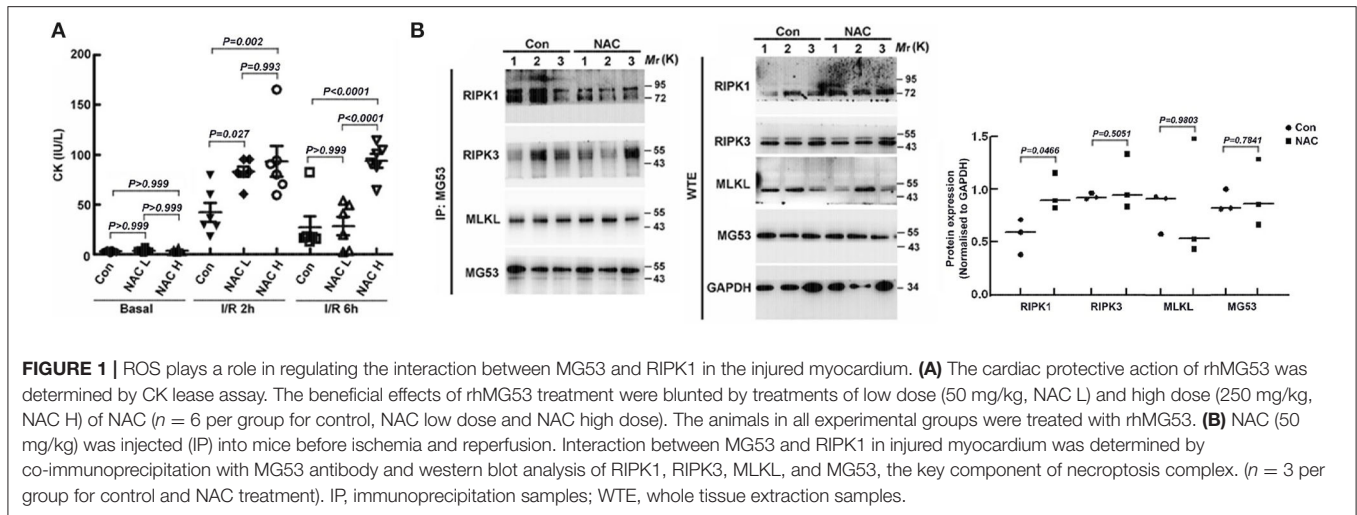 A
P=0.002
P=0.993
P<0.0001
P<0.0001
P=0.027
P>0.999
P>0.999
P>0.999
P>0.999
CK (IU/L)
200
150
100
50
0
Con
NAC L
NAC H
Con
NAC L
NAC H
Con
NAC L
NAC H
Basal
I/R 2h
I/R 6h
B
Con
NAC
1 2 3 1 2 3 Mr (K)
IP: MG53
RIPK1
95
72
RIPK3
55
43
MLKL
55
43
MG53
55
43
Con
NAC
1 2 3 1 2 3 Mr (K)
WTE
RIPK1
95
72
RIPK3
55
43
MLKL
55
43
MG53
55
43
GAPDH
34
Protein expression
(Normalised to GAPDH)
1.5
1.0
0.5
0.0
P=0.0466
P=0.5051
P=0.9803
P=0.7841
Con
NAC
RIPK1
RIPK3
MLKL
MG53
FIGURE 1 | ROS plays a role in regulating the interaction between MG53 and RIPK1 in the injured myocardium. (A) The cardiac protective action of rhMG53 was
determined by CK lease assay. The beneficial effects of rhMG53 treatment were blunted by treatments of low dose (50 mg/kg, NAC L) and high dose (250 mg/kg,
NAC H) of NAC (n = 6 per group for control, NAC low dose and NAC high dose). The animals in all experimental groups were treated with rhMG53. (B) NAC (50
mg/kg) was injected (IP) into mice before ischemia and reperfusion. Interaction between MG53 and RIPK1 in injured myocardium was determined by
co-immunoprecipitation with MG53 antibody and western blot analysis of RIPK1, RIPK3, MLKL, and MG53, the key component of necroptosis complex. (n = 3 per
group for control and NAC treatment). IP, immunoprecipitation samples; WTE, whole tissue extraction samples.